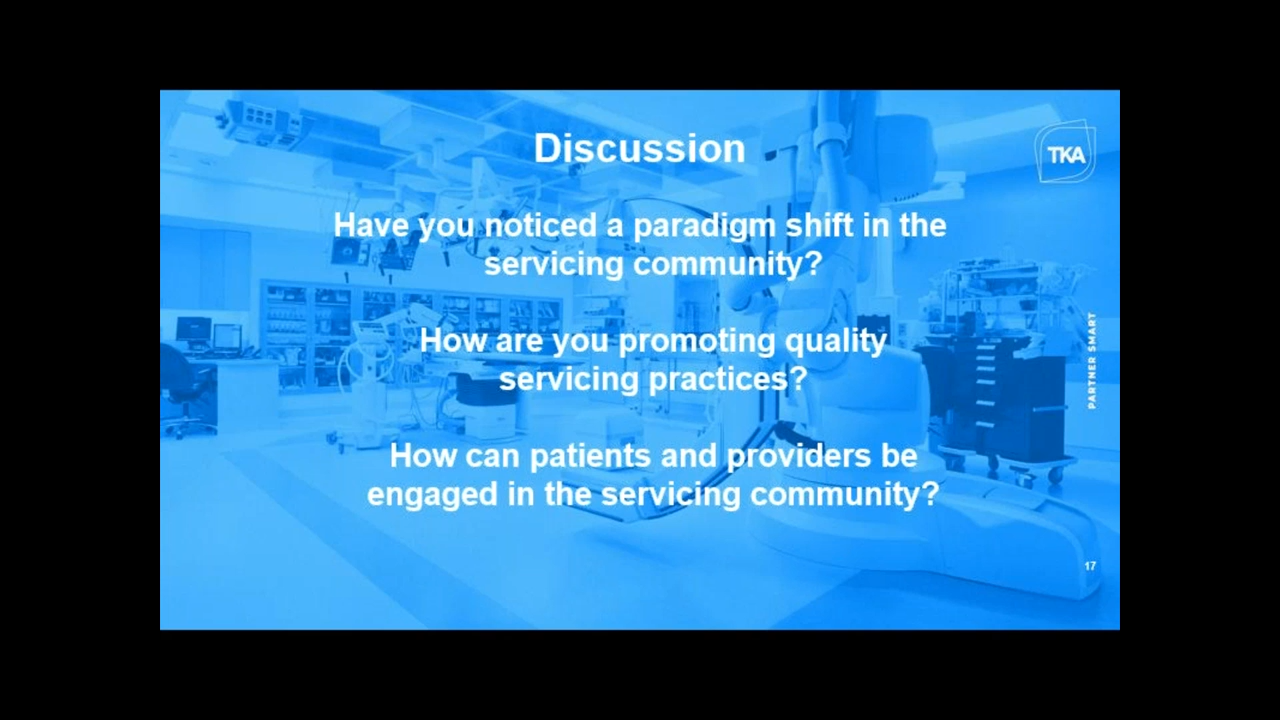 Discussion
TKA
Have you noticed a paradigm shift in the
servicing community?
How are you promoting quality
servicing practices?
PARTNER SMART
How can patients and providers be
engaged in the servicing community?
17